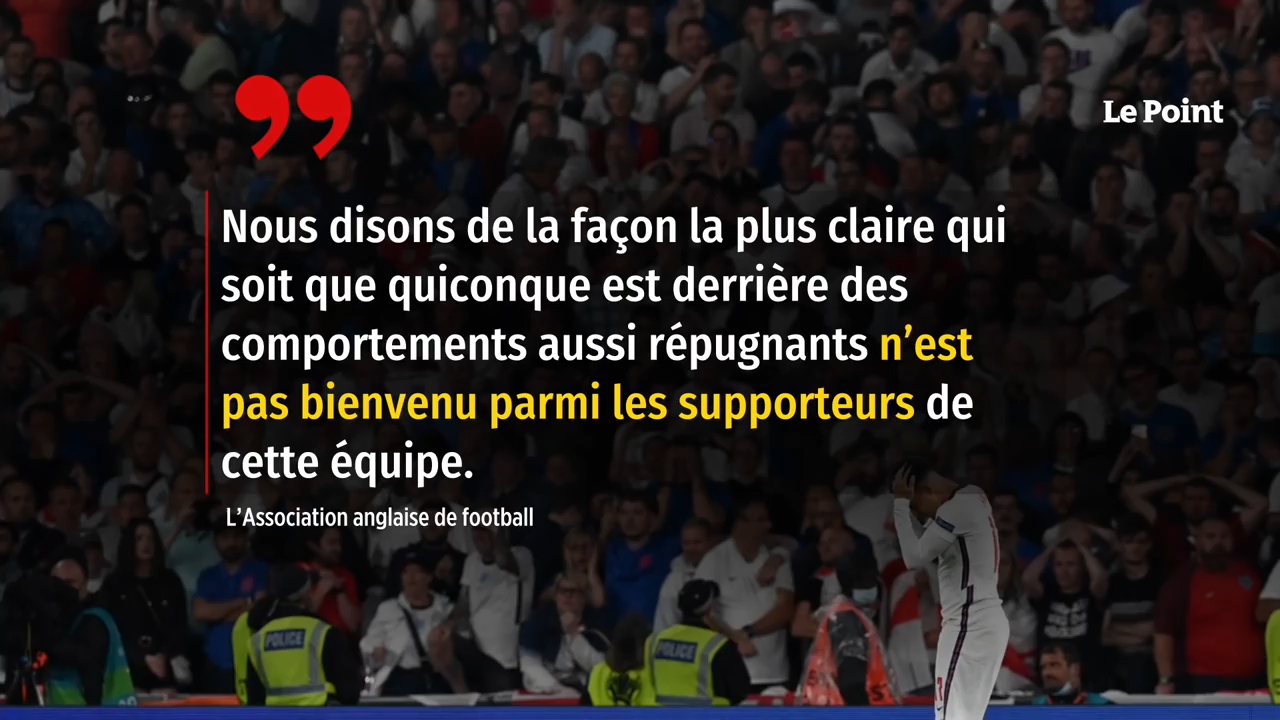 Le Point
Nous disons de la façon la plus claire qui
soit que quiconque est derrière des
comportements aussi répugnants n’est
pas bienvenu parmi les supporteurs de
cette équipe.
L’Association anglaise de football
POLICE
POLICE